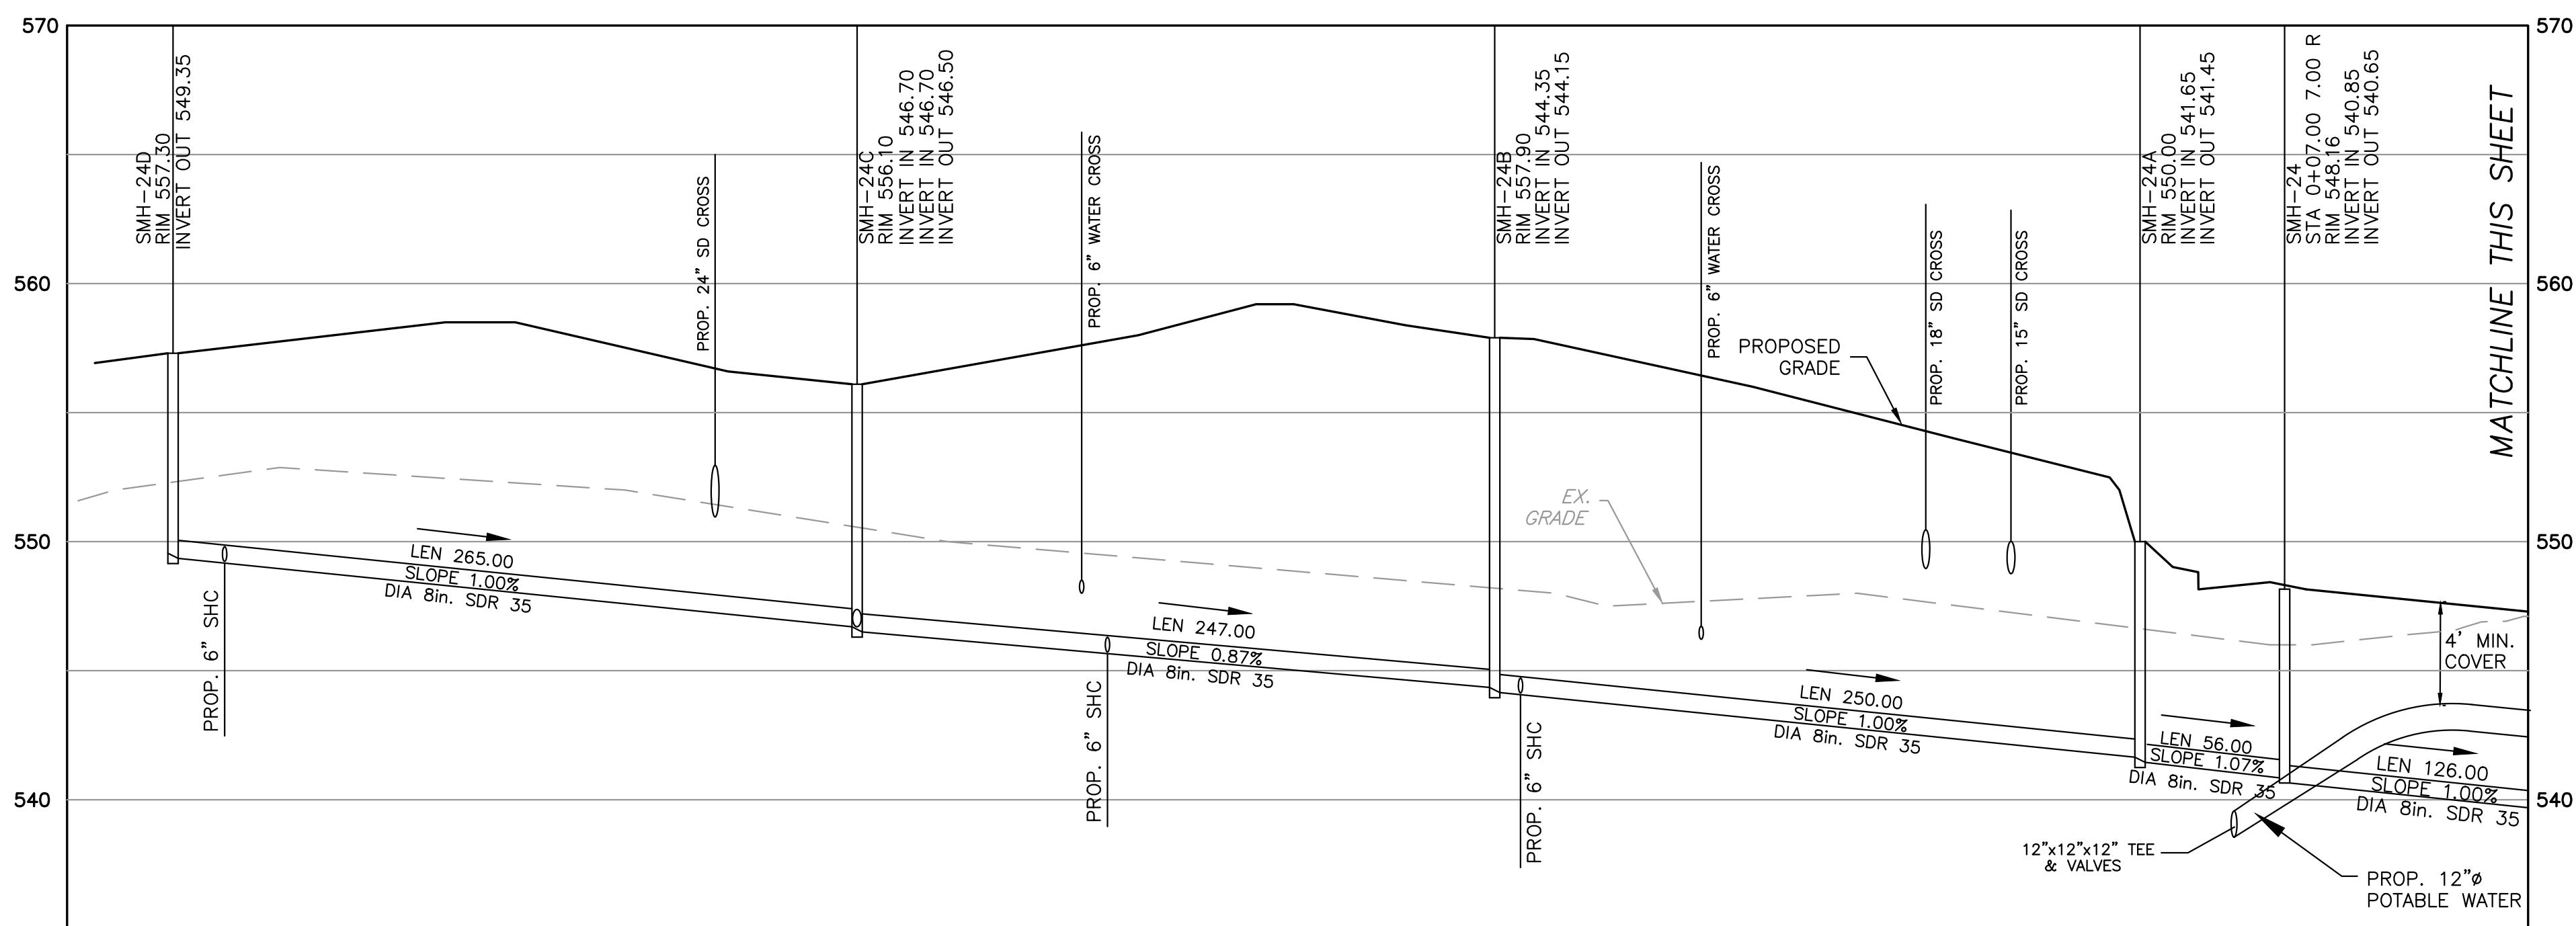 570
570
SMH-24D
RIM 557.30
INVERT OUT 549.35
PROP. 24" SD CROSS
SMH-24C
RIM 556.10
INVERT IN 546.70
INVERT IN 546.70
INVERT OUT 546.50
PROP. 6" WATER CROSS
SMH-24B
RIM 557.90
INVERT IN 544.35
INVERT OUT 544.15
PROP. 6" WATER CROSS
PROP. 18" SD CROSS
PROP. 15" SD CROSS
SMH-24A
RIM 550.00
INVERT IN 541.65
INVERT OUT 541.45
SMH-24
STA 0+07.00 7.00 R
RIM 548.16
INVERT IN 540.85
INVERT OUT 540.65
MATCHLINE THIS SHEET
560
560
PROPOSED
GRADE
EX.
GRADE
550
550
LEN 265.00
SLOPE 1.00%
DIA 8in. SDR 35
PROP. 6" SHC
LEN 247.00
SLOPE 0.87%
DIA 8in. SDR 35
PROP. 6" SHC
LEN 250.00
SLOPE 1.00%
DIA 8in. SDR 35
PROP. 6" SHC
LEN 56.00
SLOPE 1.07%
DIA 8in. SDR 35
4' MIN.
COVER
LEN 126.00
SLOPE 1.00%
DIA 8in. SDR 35
540
540
12"x12"x12" TEE
& VALVES
PROP. 12"ø
POTABLE WATER